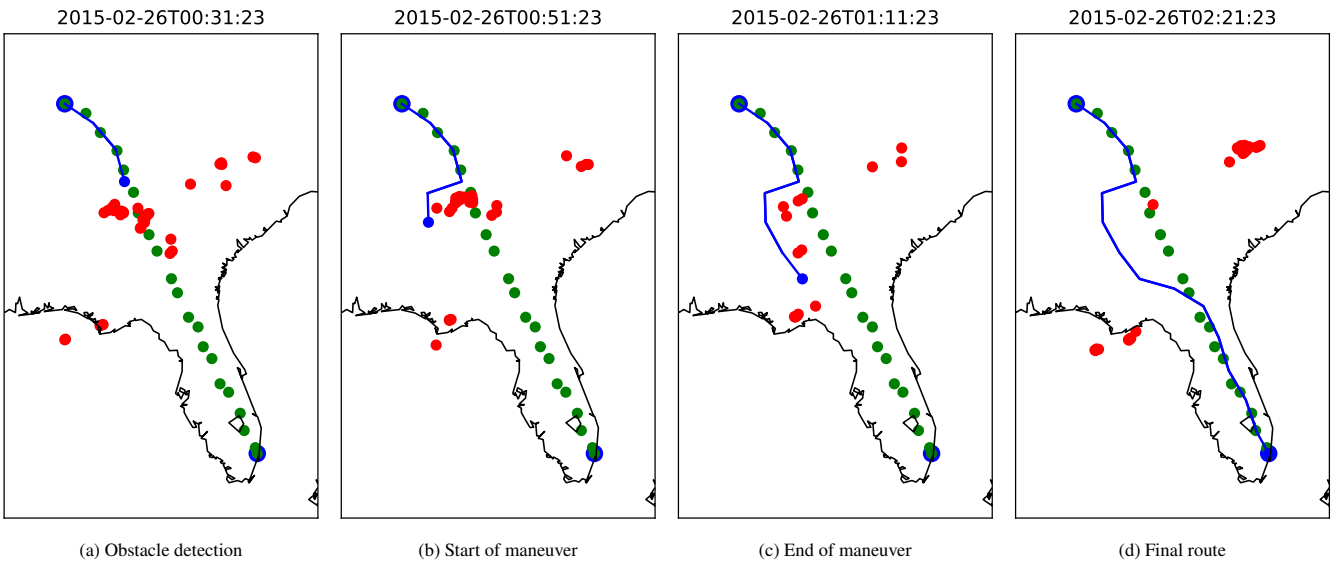 2015-02-26T00:31:23
2015-02-26T00:51:23
2015-02-26T01:11:23
2015-02-26T02:21:23
(a) Obstacle detection
(b) Start of maneuver
(c) End of maneuver
(d) Final route